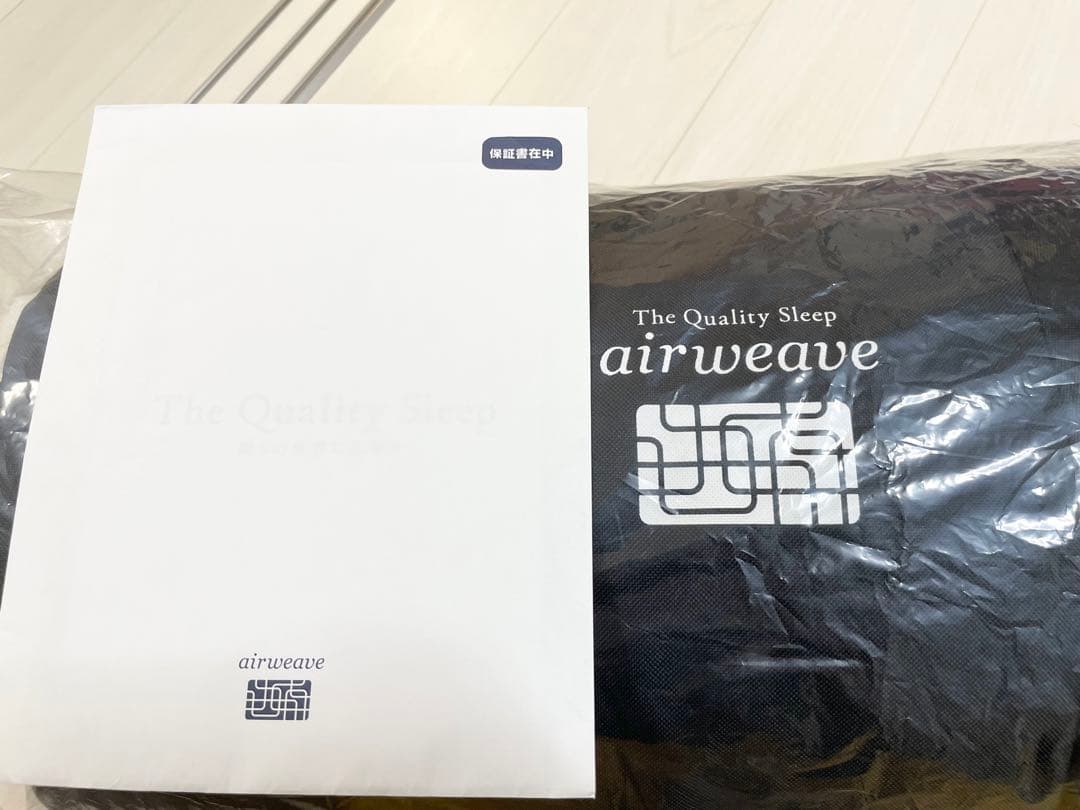 保証書在中
The Quality Sleep
airweave
The Quality Sleep
airweave